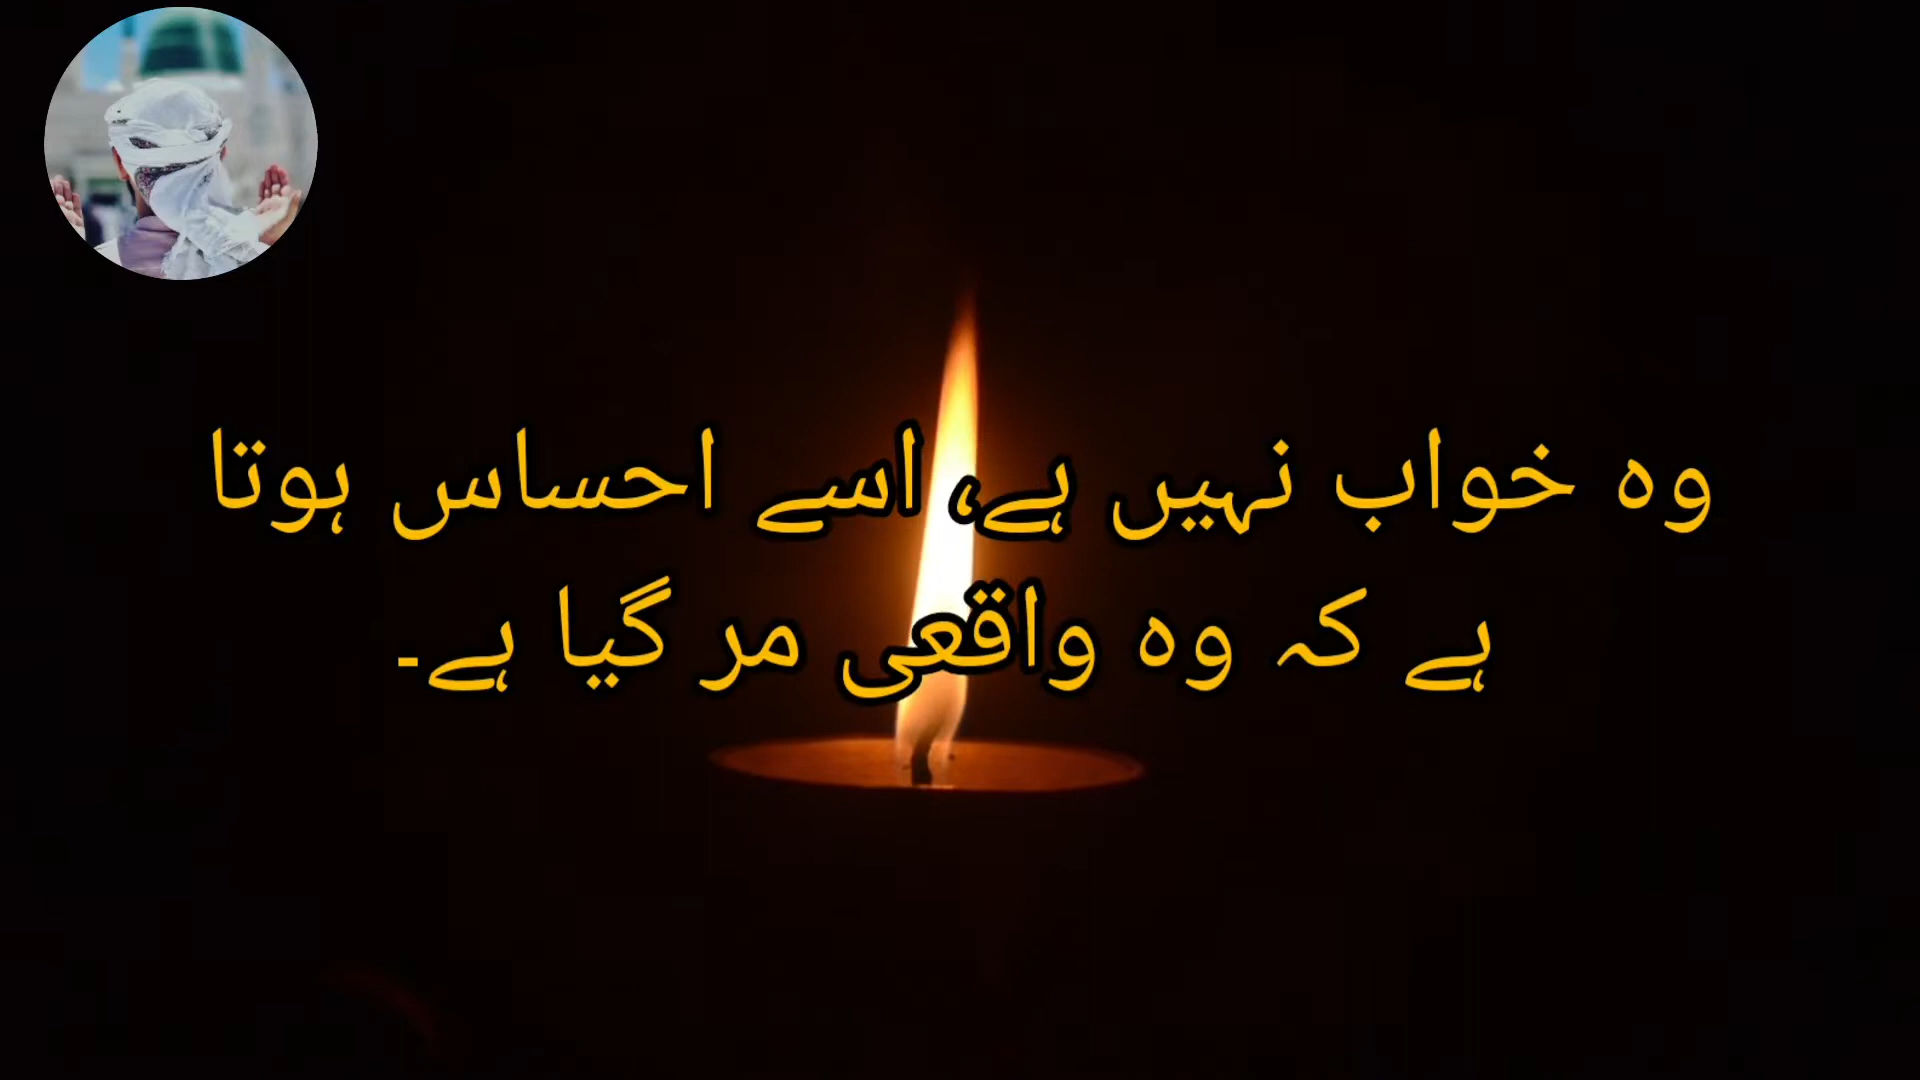 وہ خواب نہیں ہے، اسے احساس ہوتا
ہے کہ وہ واقعی مر گیا ہے۔